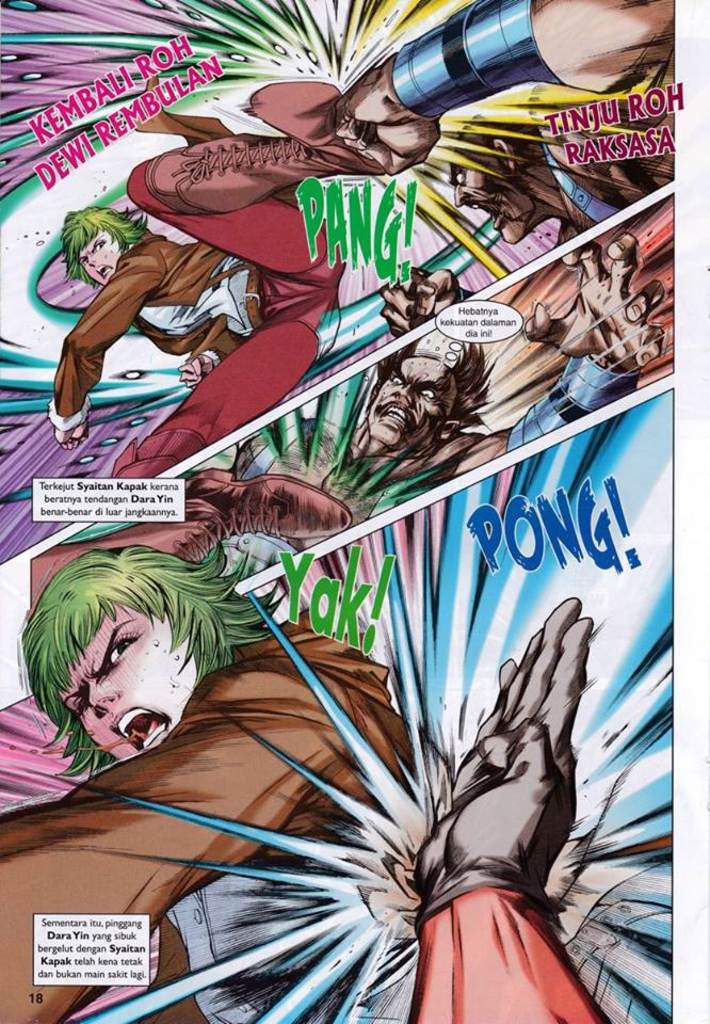 KEMBALI ROH
DEWI REMBULAN
TINJU ROH
RAKSASA
PANG!
Hebatnya
kekuatan dalaman
dia ini!
Terkejut Syaitan Kapak kerana
beratnya tendangan Dara Yin
benar-benar di luar jangkaannya.
PONG!
Yak!
Sementara itu, pinggang
Dara Yin yang sibuk
bergelut dengan Syaitan
Kapak telah kena tetak
dan bukan main sakit lagi.
18